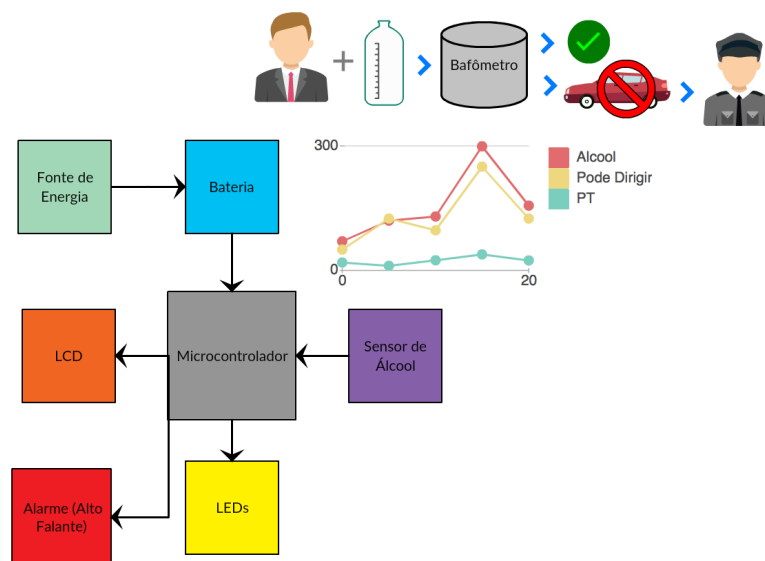 Bafômetro
300
0
0
20
Alcool
Pode Dirigir
PT
Fonte de
Energia
Bateria
LCD
Microcontrolador
Sensor de
Álcool
Alarme (Alto
Falante)
LEDs